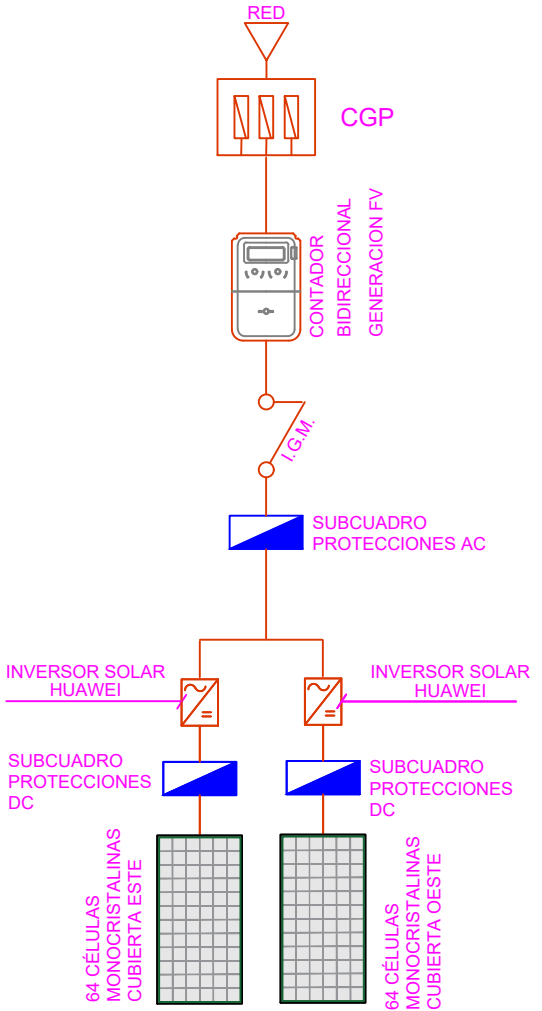 RED
CGP
CONTADOR
BIDIRECCIONAL
GENERACION FV
I.G.M.
SUBCUADRO
PROTECCIONES AC
INVERSOR SOLAR
HUAWEI
INVERSOR SOLAR
HUAWEI
SUBCUADRO
PROTECCIONES
DC
SUBCUADRO
PROTECCIONES
DC
64 CÉLULAS
MONOCRISTALINAS
CUBIERTA ESTE
64 CÉLULAS
MONOCRISTALINAS
CUBIERTA OESTE